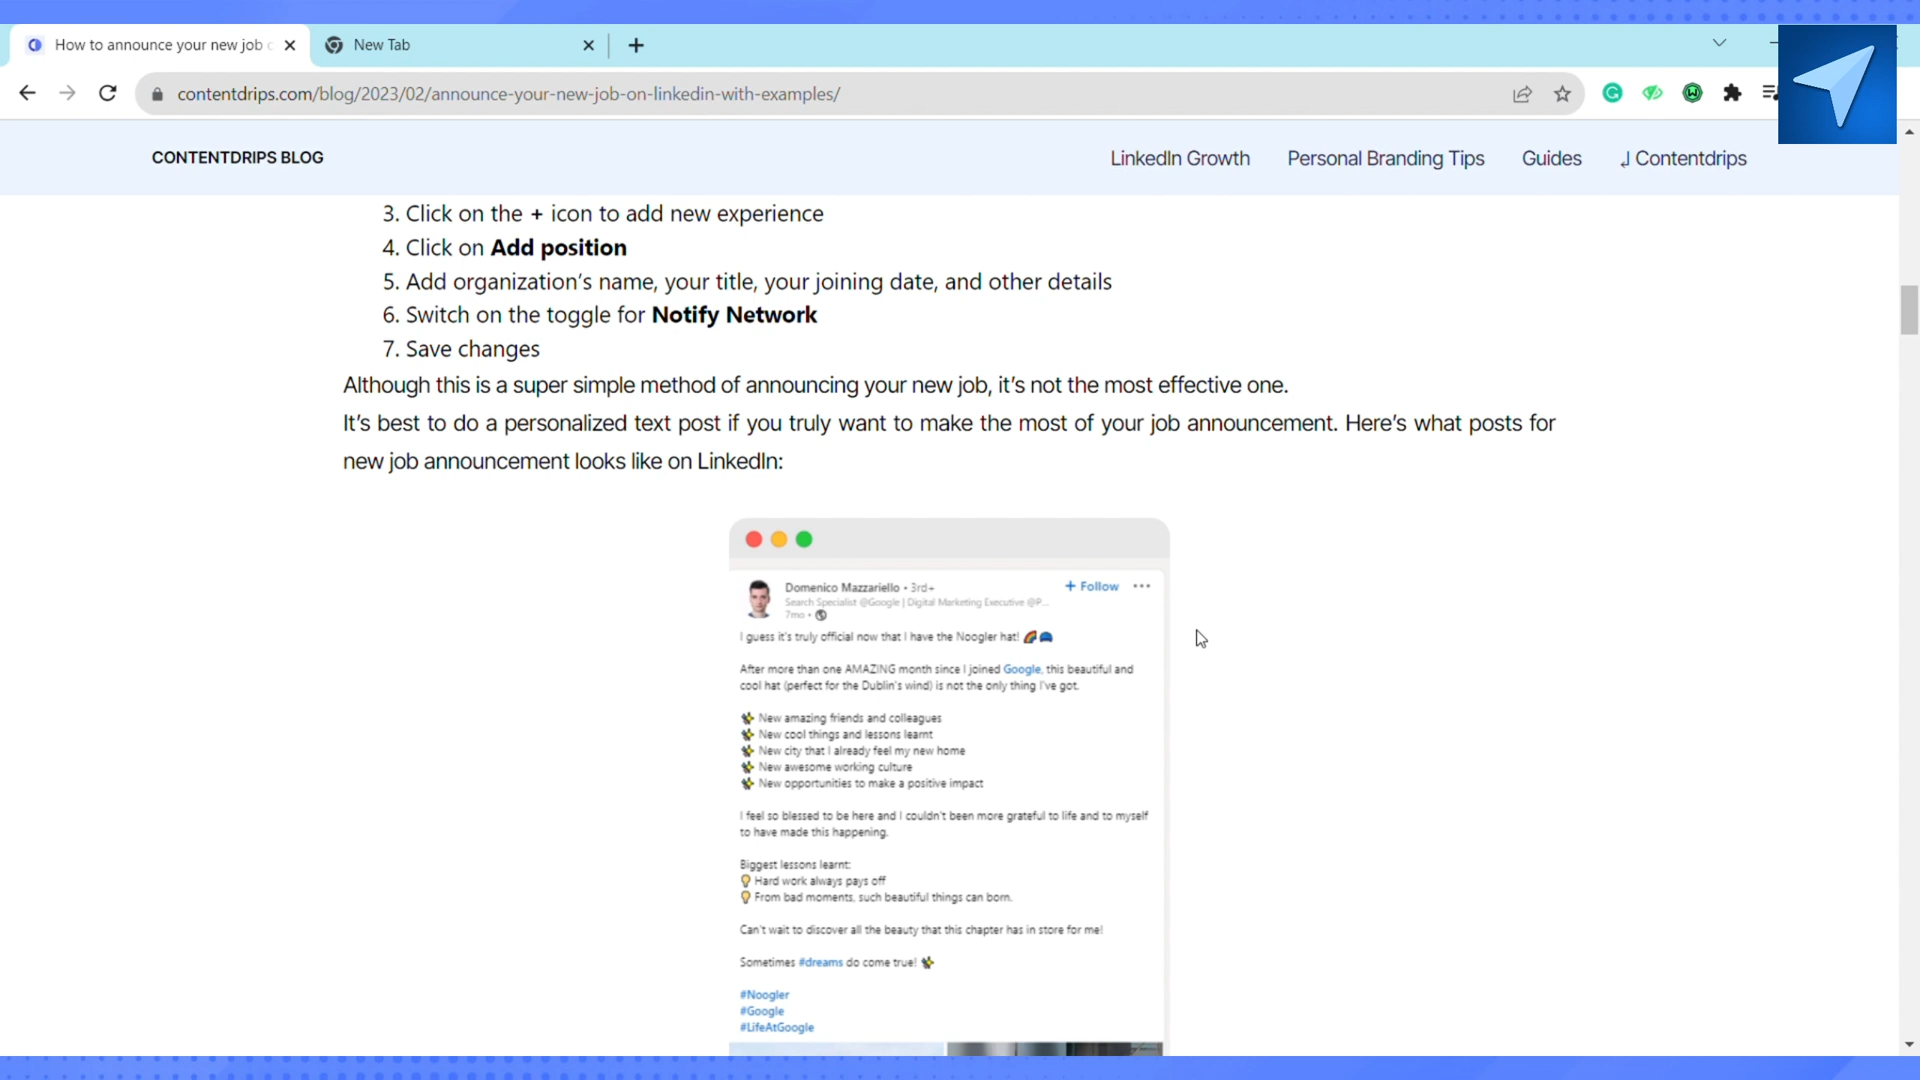 How to announce your new job
New Tab
contentdrips.com/blog/2023/02/announce-your-new-job-on-linkedin-with-examples/
CONTENTDRIPS BLOG
LinkedIn Growth
Personal Branding Tips
Guides
↲ Contentdrips
3. Click on the + icon to add new experience
4. Click on Add position
5. Add organization's name, your title, your joining date, and other details
6. Switch on the toggle for Notify Network
7. Save changes
Although this is a super simple method of announcing your new job, it's not the most effective one.
It's best to do a personalized text post if you truly want to make the most of your job announcement. Here's what posts for
new job announcement looks like on LinkedIn:
Domenico Mazzariello • 3rd+
+ Follow
Search Specialist @Google | Digital Marketing Executive @P...
7mo •
I guess it's truly official now that I have the Noogler hat!
After more than one AMAZING month since I joined Google, this beautiful and
cool hat (perfect for the Dublin's wind) is not the only thing I've got.
New amazing friends and colleagues
New cool things and lessons learnt
New city that I already feel my new home
New awesome working culture
New opportunities to make a positive impact
I feel so blessed to be here and I couldn't been more grateful to life and to myself
to have made this happening.
Biggest lessons learnt:
Hard work always pays off
From bad moments, such beautiful things can born.
Can't wait to discover all the beauty that this chapter has in store for me!
Sometimes #dreams do come true!
#Noogler
#Google
#LifeAtGoogle